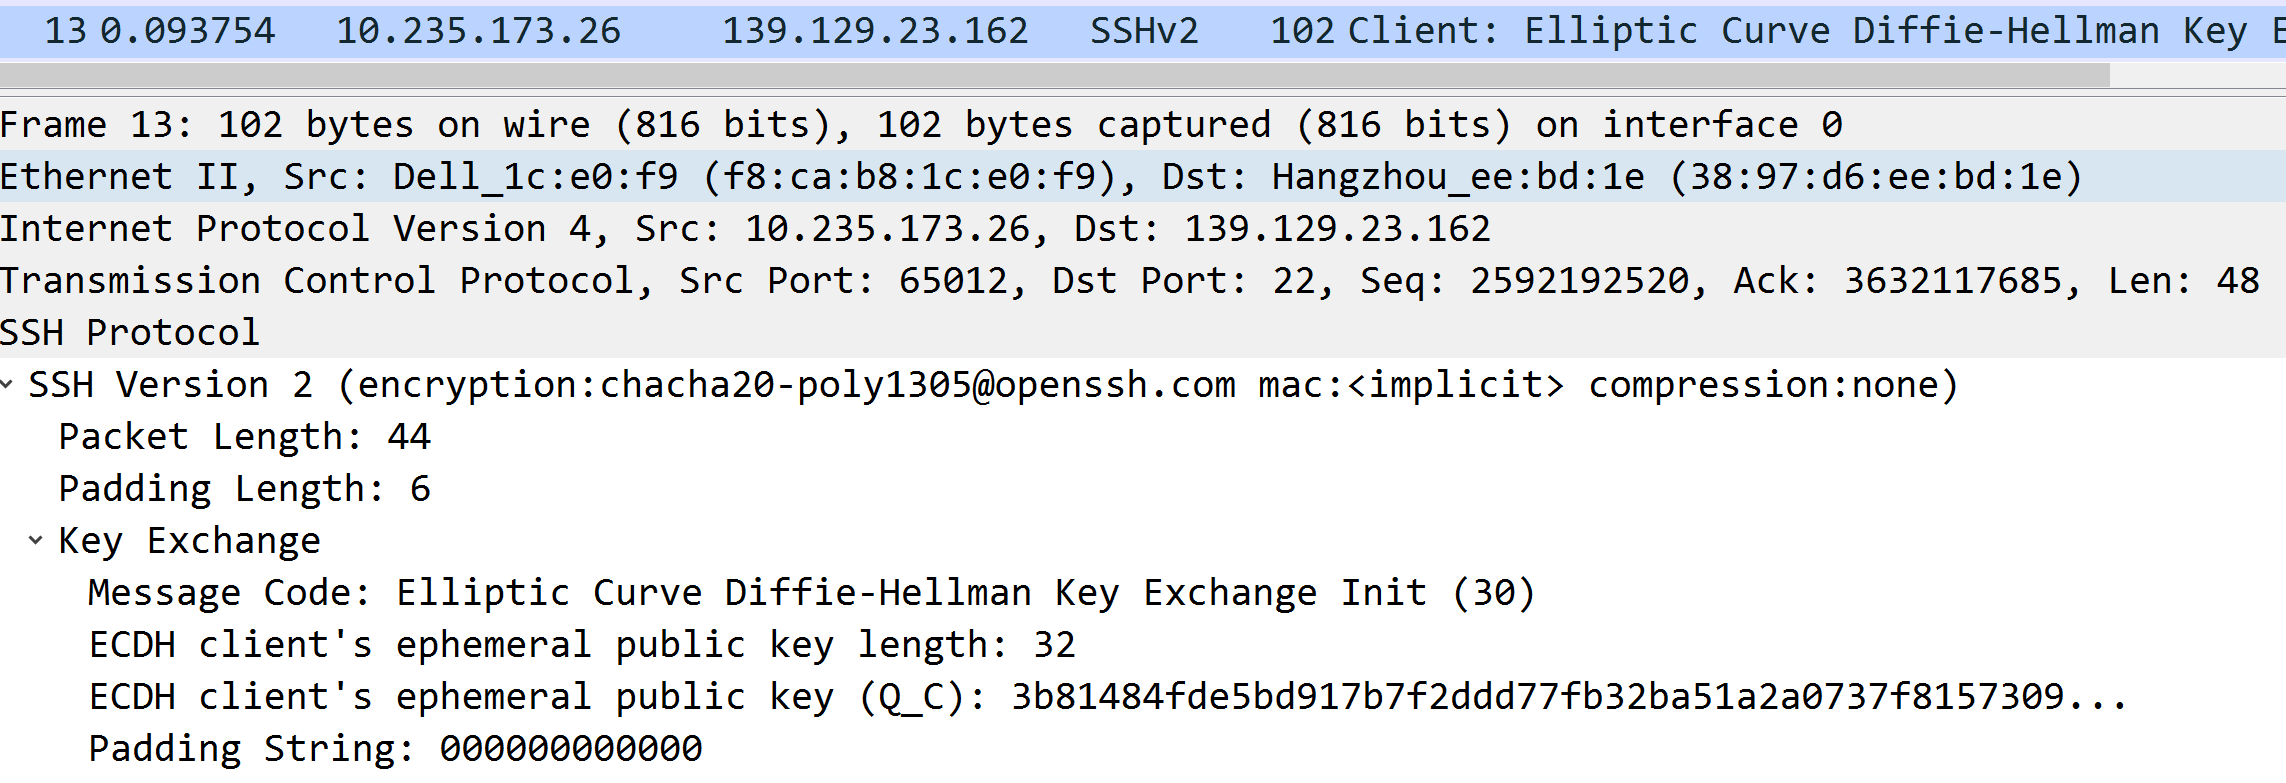 13 0.093754 10.235.173.26 139.129.23.162 SSHv2 102 Client: Elliptic Curve Diffie-Hellman Key E
Frame 13: 102 bytes on wire (816 bits), 102 bytes captured (816 bits) on interface 0
Ethernet II, Src: Dell_1c:e0:f9 (f8:ca:b8:1c:e0:f9), Dst: Hangzhou_ee:bd:1e (38:97:d6:ee:bd:1e)
Internet Protocol Version 4, Src: 10.235.173.26, Dst: 139.129.23.162
Transmission Control Protocol, Src Port: 65012, Dst Port: 22, Seq: 2592192520, Ack: 3632117685, Len: 48
SSH Protocol
SSH Version 2 (encryption:chacha20-poly1305@openssh.com mac:<implicit> compression:none)
Packet Length: 44
Padding Length: 6
Key Exchange
Message Code: Elliptic Curve Diffie-Hellman Key Exchange Init (30)
ECDH client's ephemeral public key length: 32
ECDH client's ephemeral public key (Q_C): 3b81484fde5bd917b7f2ddd77fb32ba51a2a0737f8157309...
Padding String: 000000000000